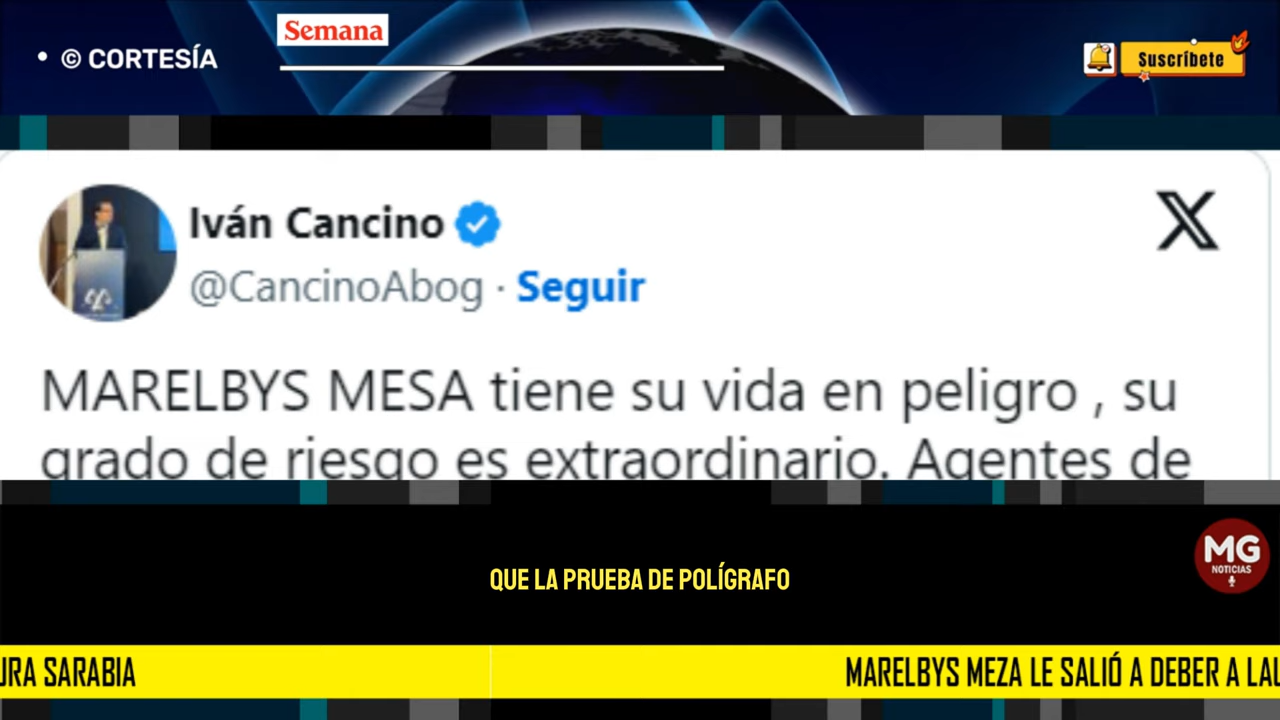 Semana
• © CORTESÍA
Suscríbete
Iván Cancino
X
@CancinoAbog · Seguir
MARELBYS MESA tiene su vida en peligro , su
grado de riesgo es extraordinario. Agentes de
QUE LA PRUEBA DE POLÍGRAFO
MG
NOTICIAS
URA SARABIA
MARELBYS MEZA LE SALIÓ A DEBER A LAU